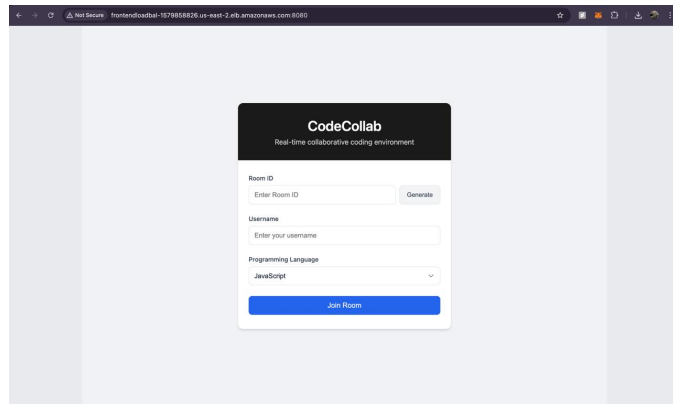 Not Secure frontendloadbal-1579858826.us-east-2.elb.amazonaws.com:8080
CodeCollab
Real-time collaborative coding environment
Room ID
Enter Room ID
Generate
Username
Enter your username
Programming Language
JavaScript
Join Room